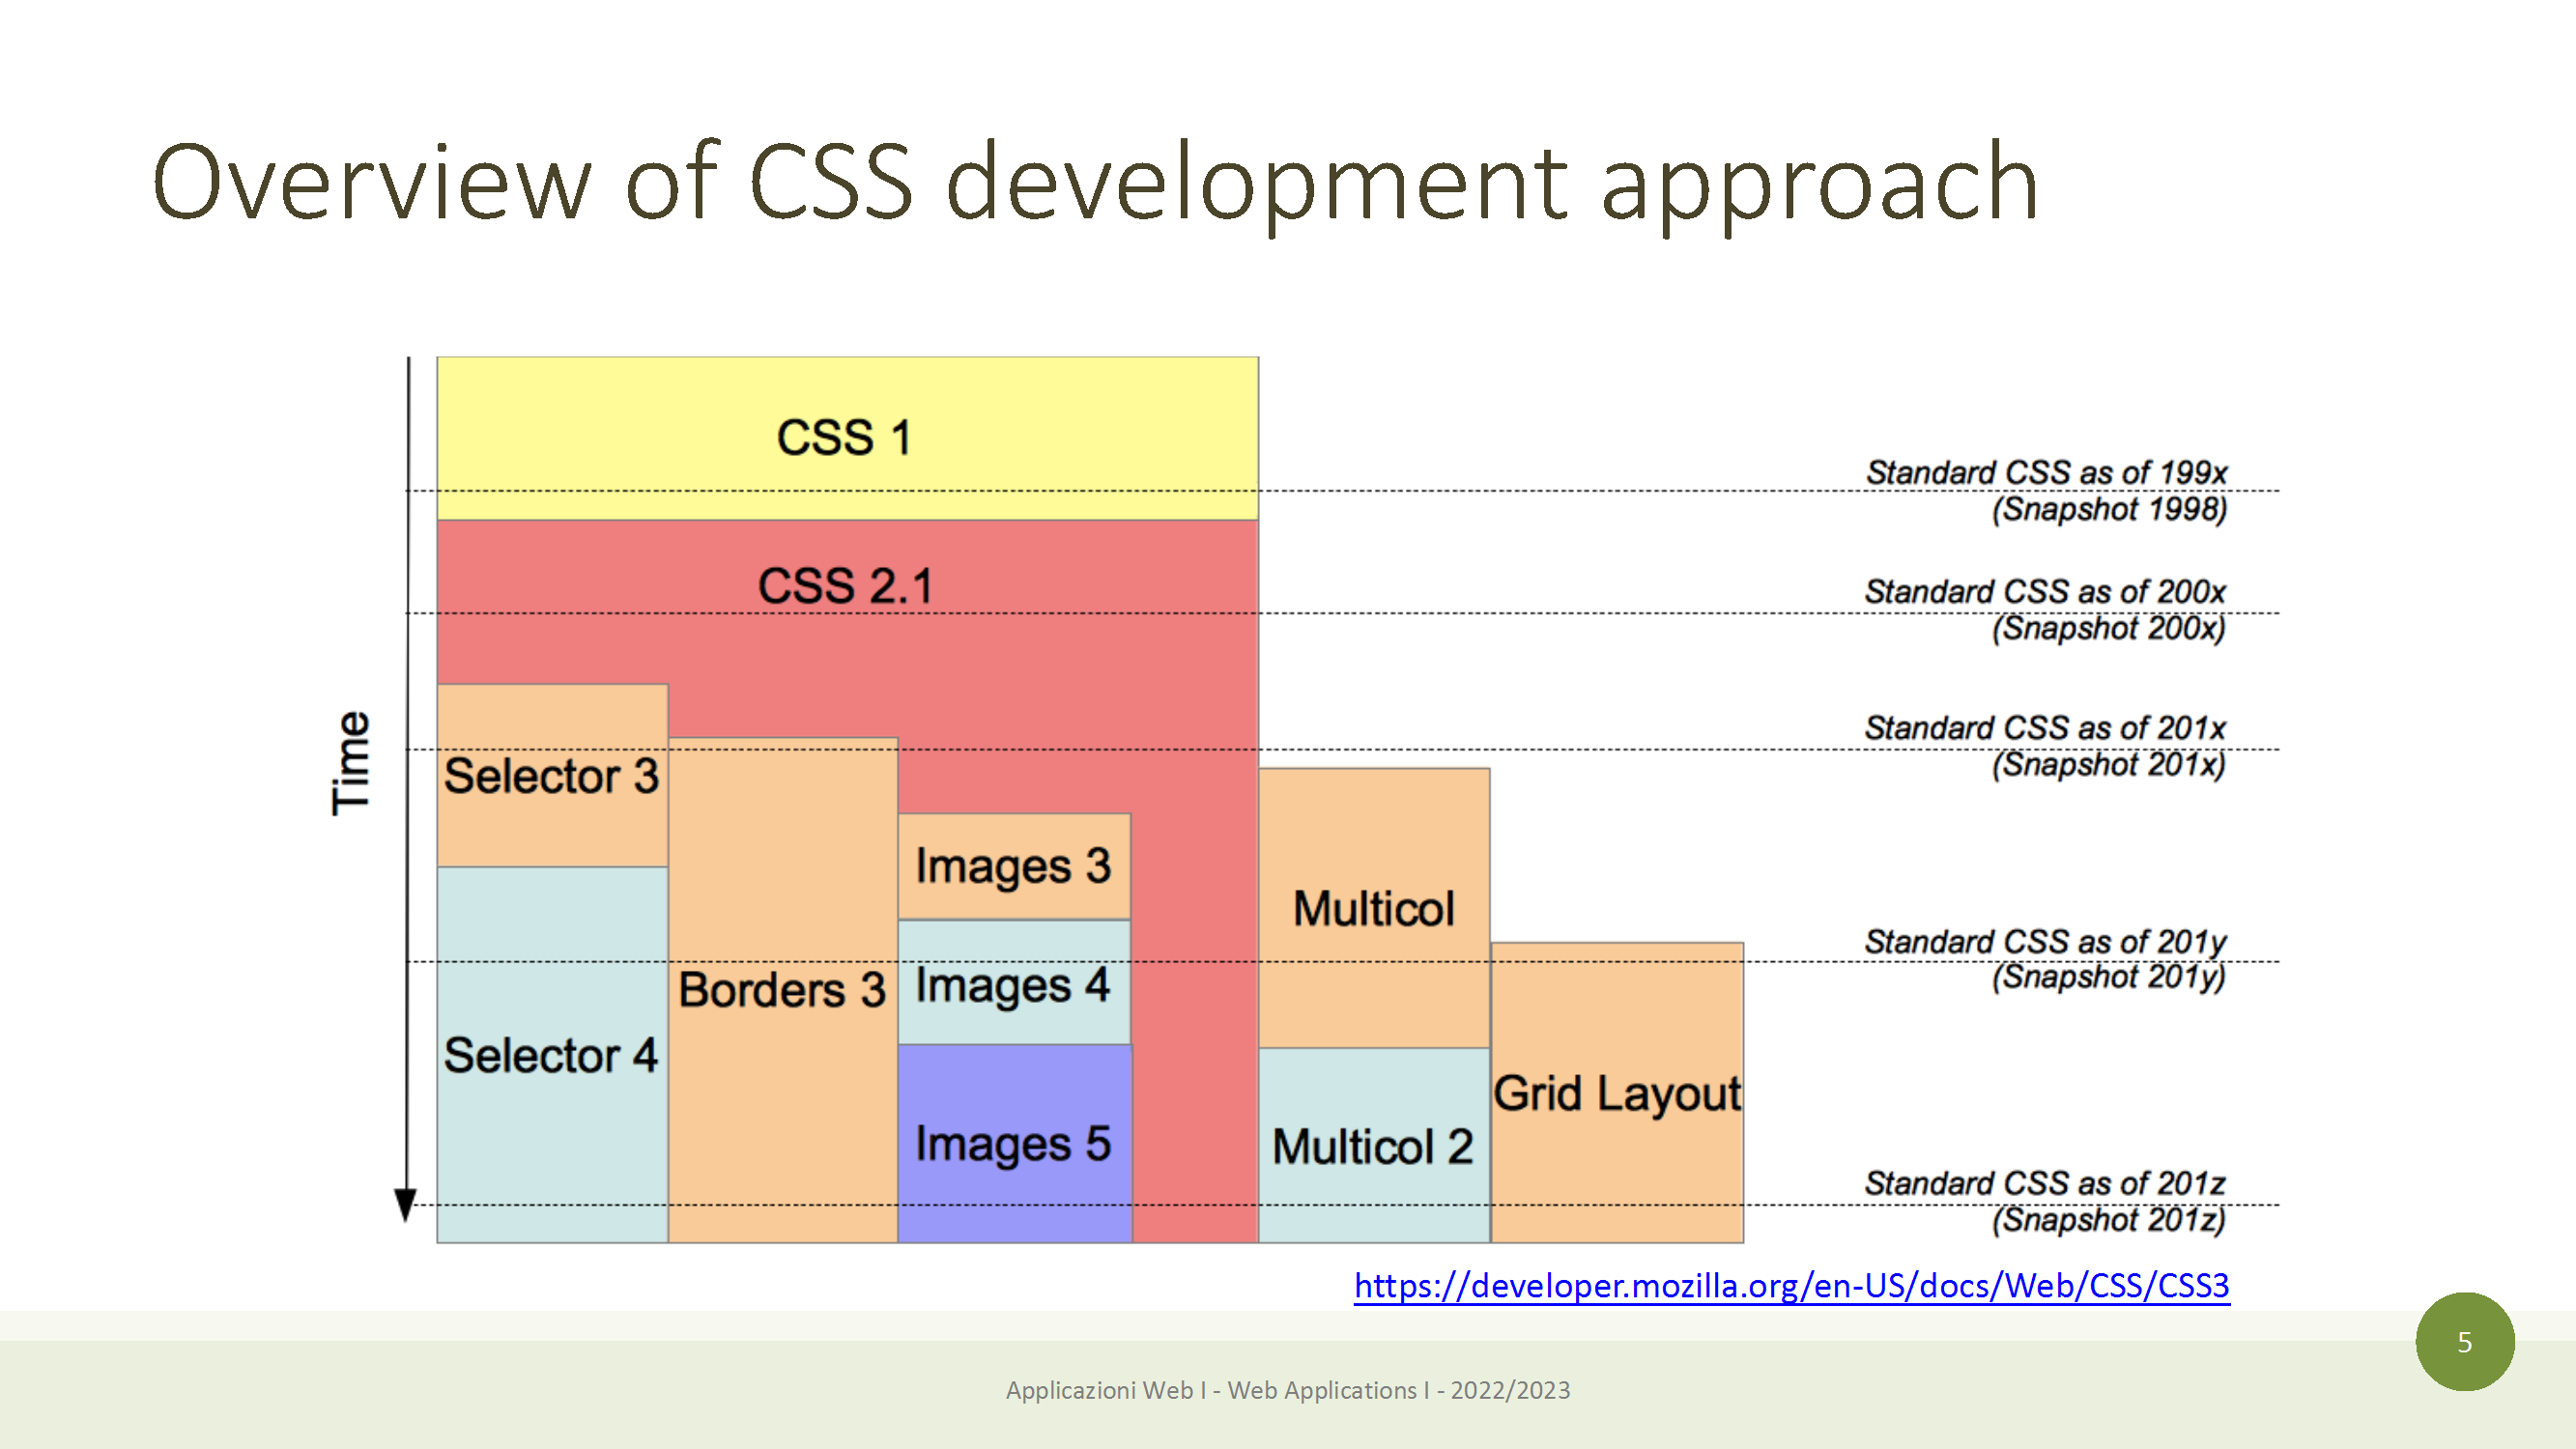 Overview of CSS development approach
CSS 1
Standard CSS as of 199x
(Snapshot 1998)
CSS 2.1
Standard CSS as of 200x
(Snapshot 200x)
Time
Standard CSS as of 201x
(Snapshot 201x)
Selector 3
Images 3
Multicol
Standard CSS as of 201y
(Snapshot 201y)
Borders 3
Images 4
Selector 4
Grid Layout
Images 5
Multicol 2
Standard CSS as of 201z
(Snapshot 201z)
https://developer.mozilla.org/en-US/docs/Web/CSS/CSS3
5
Applicazioni Web I - Web Applications I - 2022/2023